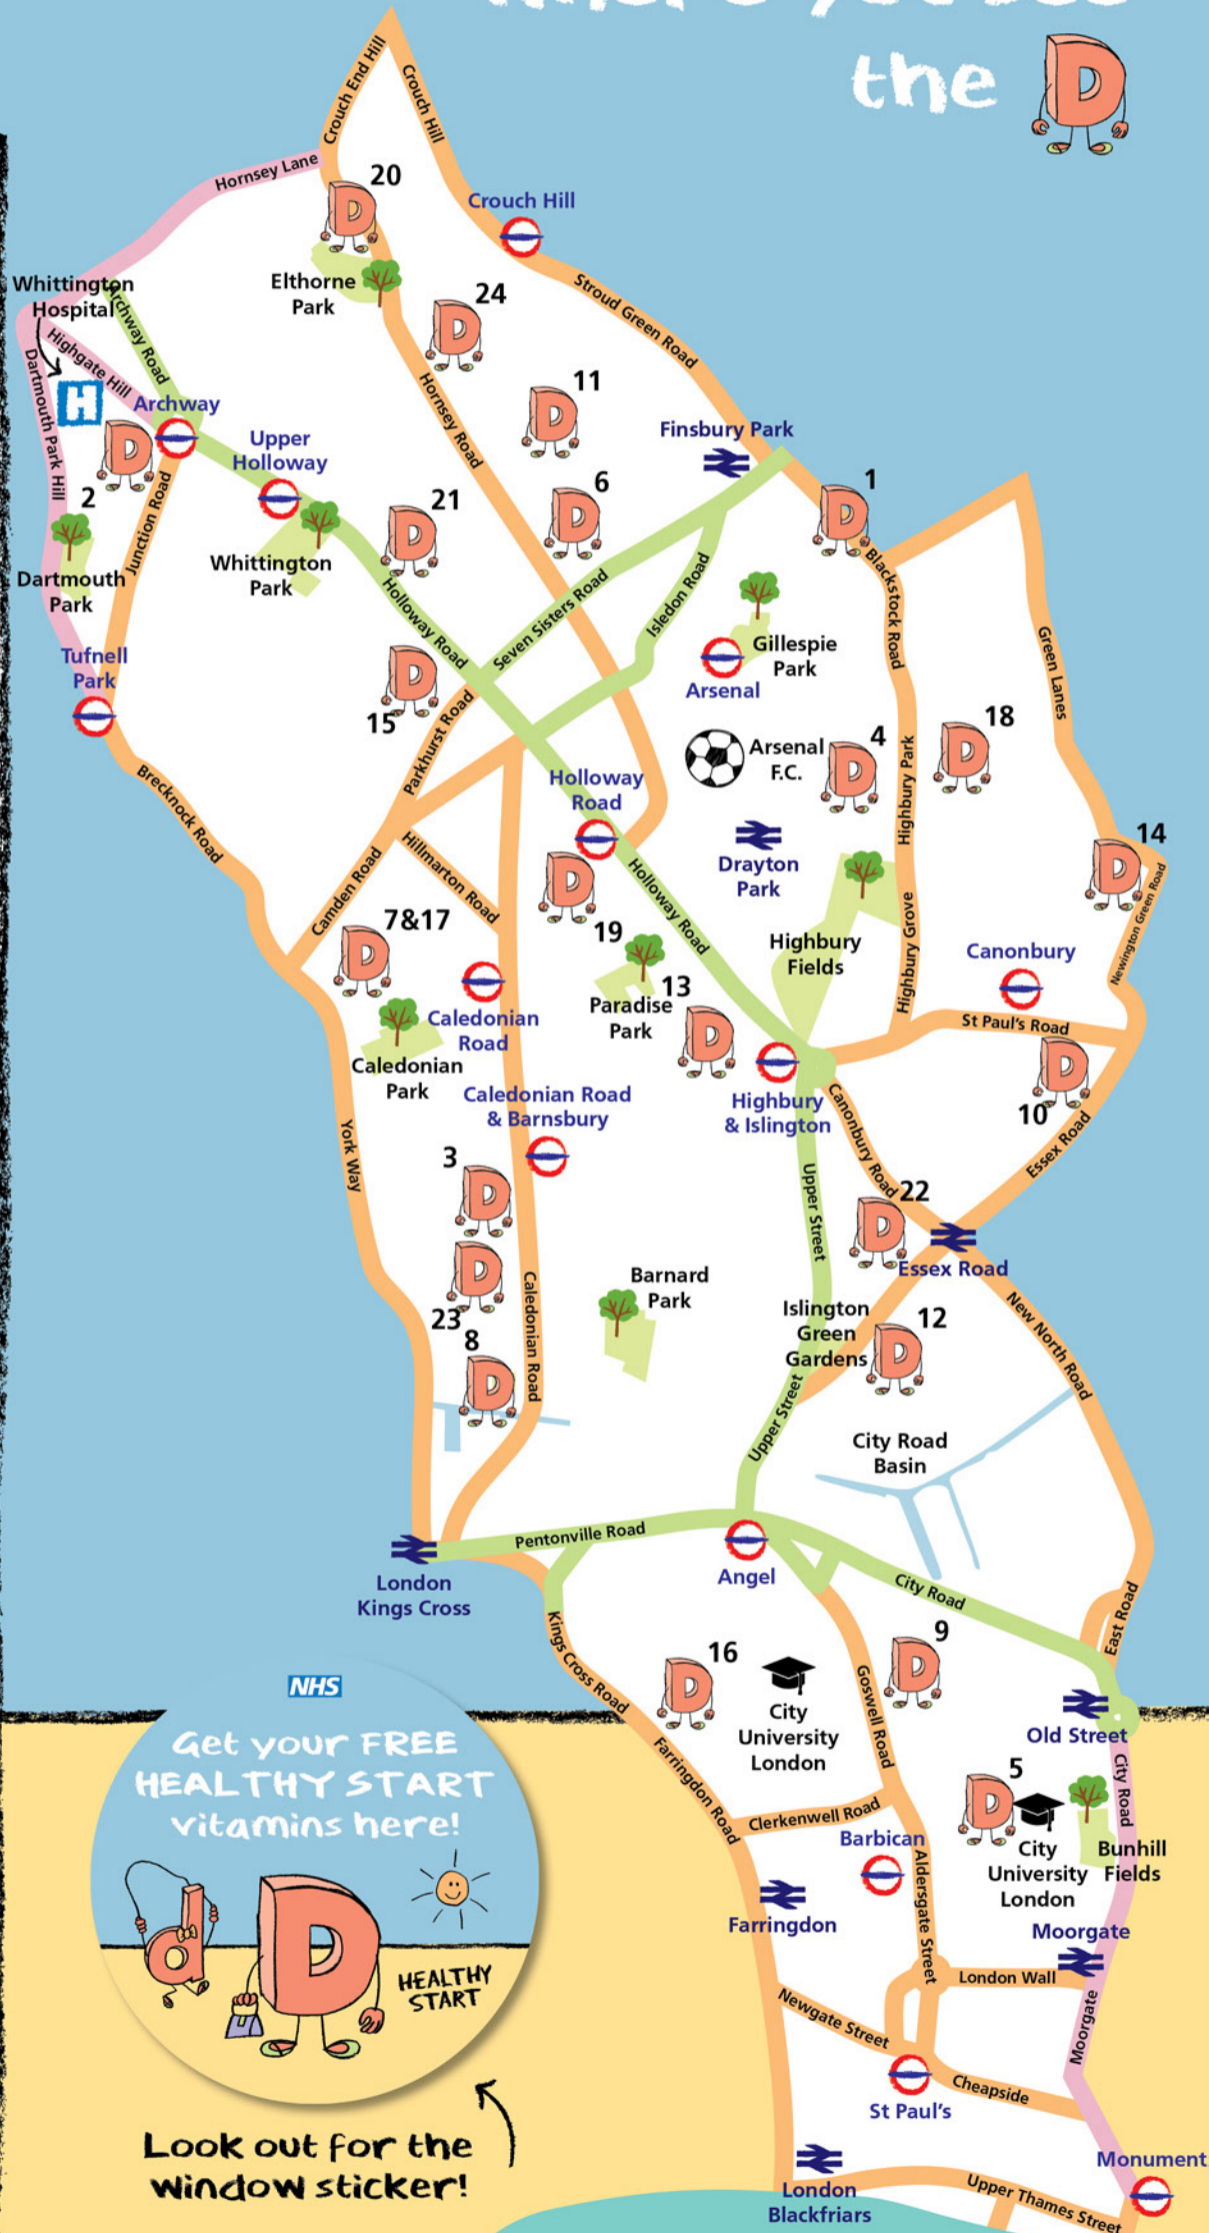 the D
Crouch End Hill
Crouch Hill
Hornsey Lane
20
D
Crouch Hill
Whittington
Hospital
Archway Road
Elthorne
Park
24
D
Stroud Green Road
Highgate Hill
Dartmouth Park Hill
H
Archway
D
2
Hornsey Road
11
D
Finsbury Park
Upper
Holloway
6
D
1
D
21
D
Junction Road
Whittington
Park
Dartmouth
Park
Blackstock Road
Isledon Road
Seven Sisters Road
Holloway Road
Gillespie
Park
Arsenal
Green Lanes
Tufnell
Park
D
15
Parkhurst Road
18
D
4
D
Arsenal
F.C.
Highbury Park
Brecknock Road
Holloway
Road
Drayton
Park
14
D
Newington Green Road
Hillmarton Road
Camden Road
D
19
Holloway Road
7&17
D
Highbury
Fields
Highbury Grove
Canonbury
St Paul's Road
Caledonian
Road
Paradise
Park
13
D
Caledonian
Park
Caledonian Road
& Barnsbury
Highbury
& Islington
D
10
Essex Road
Canonbury Road
York Way
3
D
Upper Street
22
D
Essex Road
D
23
Caledonian Road
Barnard
Park
Islington
Green
Gardens
12
D
New North Road
8
D
Upper Street
City Road
Basin
Pentonville Road
Angel
London
Kings Cross
City Road
East Road
Kings Cross Road
16
D
City
University
London
9
D
Goswell Road
Old Street
City Road
Farringdon Road
5
D
City
University
London
Bunhill
Fields
Clerkenwell Road
Barbican
Aldersgate Street
Farringdon
Moorgate
London Wall
Moorgate
Newgate Street
St Paul's
Cheapside
Monument
London
Blackfriars
Upper Thames Street
NHS
Get your FREE
HEALTHY START
vitamins here!
d D
HEALTHY
START
Look out for the
window sticker!